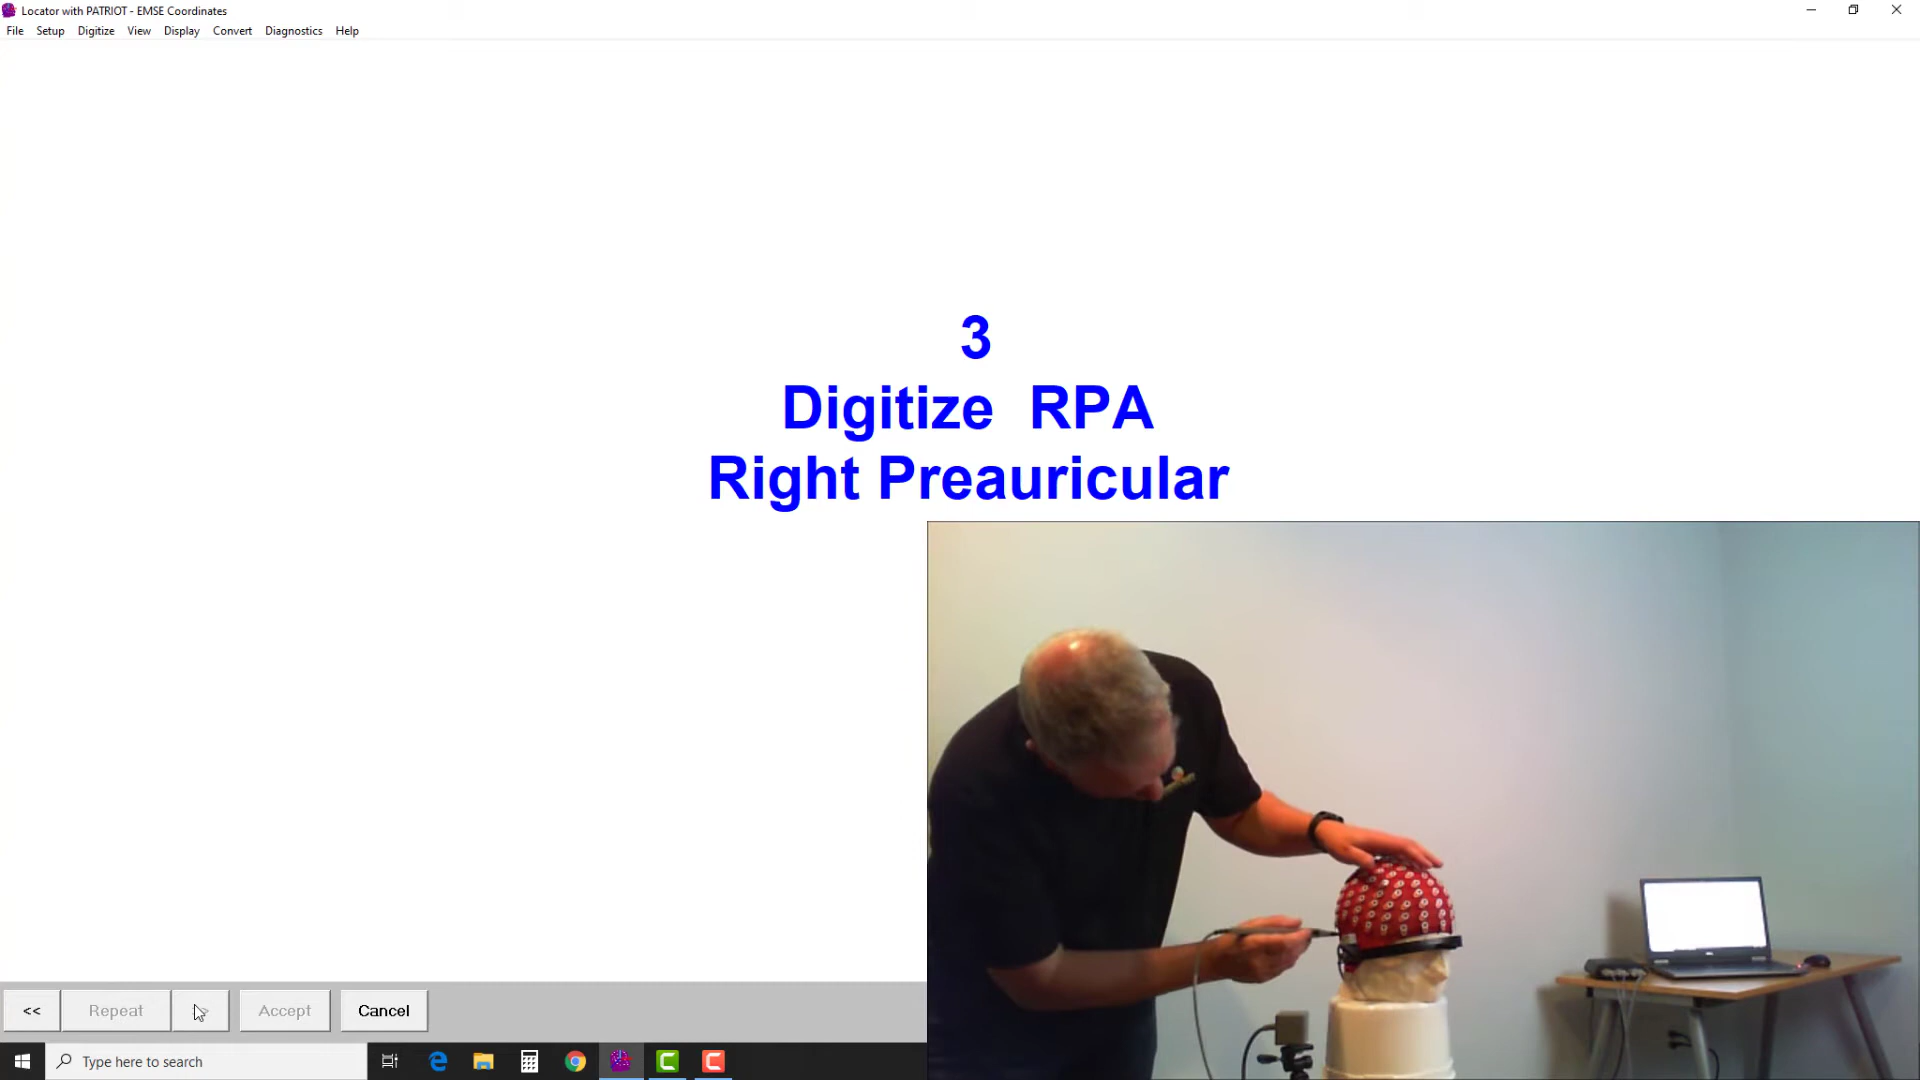 Locator with PATRIOT - EMSE Coordinates
File Setup Digitize View Display Convert Diagnostics Help
3
Digitize RPA
Right Preauricular
<< Repeat Accept Cancel
Type here to search